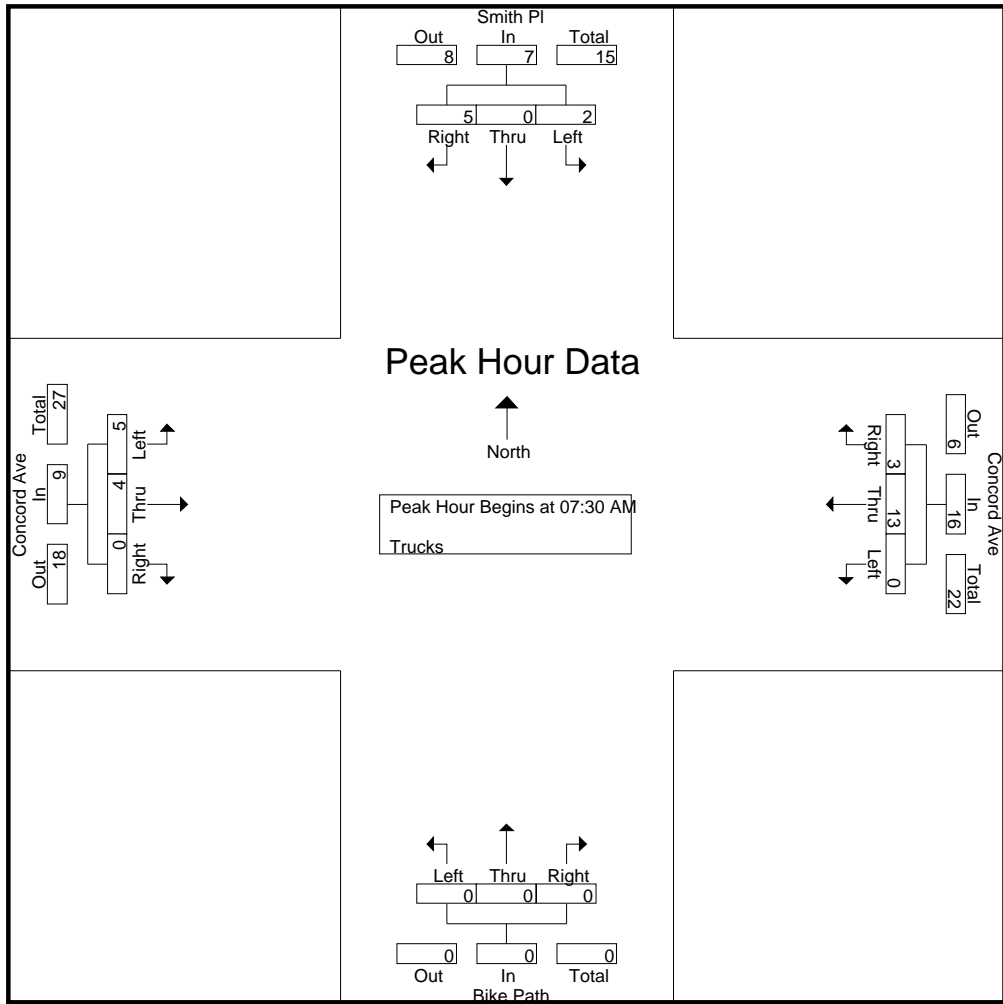 Smith Pl
Out In Total
8 7 15
5 0 2
Right Thru Left
Peak Hour Data
North
Peak Hour Begins at 07:30 AM
Trucks
Concord Ave
Out In Total
18 9 27
Right Thru Left
0 4 5
Concord Ave
Out In Total
6 16 22
Right Thru Left
3 13 0
Left Thru Right
0 0 0
0 0 0
Out In Total
Bike Path